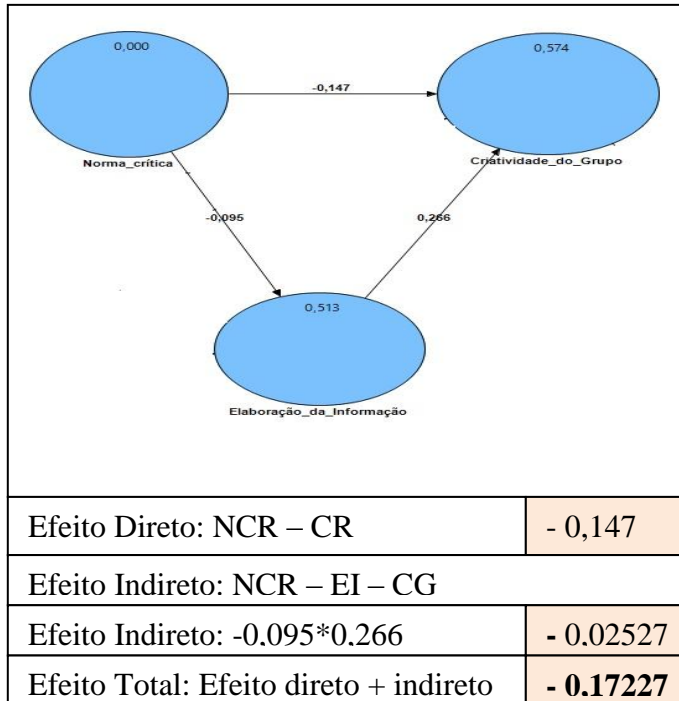 0,000
0,574
-0,147
Norma_crítica
Criatividade_do_Grupo
-0,095
0,266
0,513
Elaboração_da_Informação
Efeito Direto: NCR – CR - 0,147
Efeito Indireto: NCR – EI – CG
Efeito Indireto: -0,095*0,266 - 0,02527
Efeito Total: Efeito direto + indireto - 0,17227